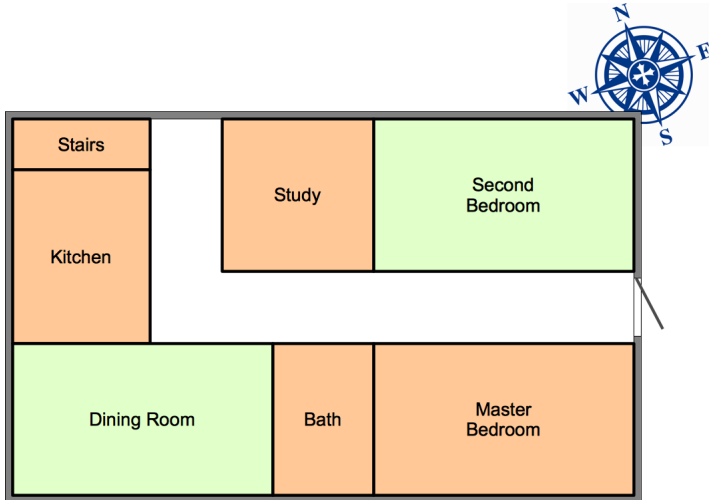 N
E
W
S
Stairs
Study
Second
Bedroom
Kitchen
Dining Room
Bath
Master
Bedroom